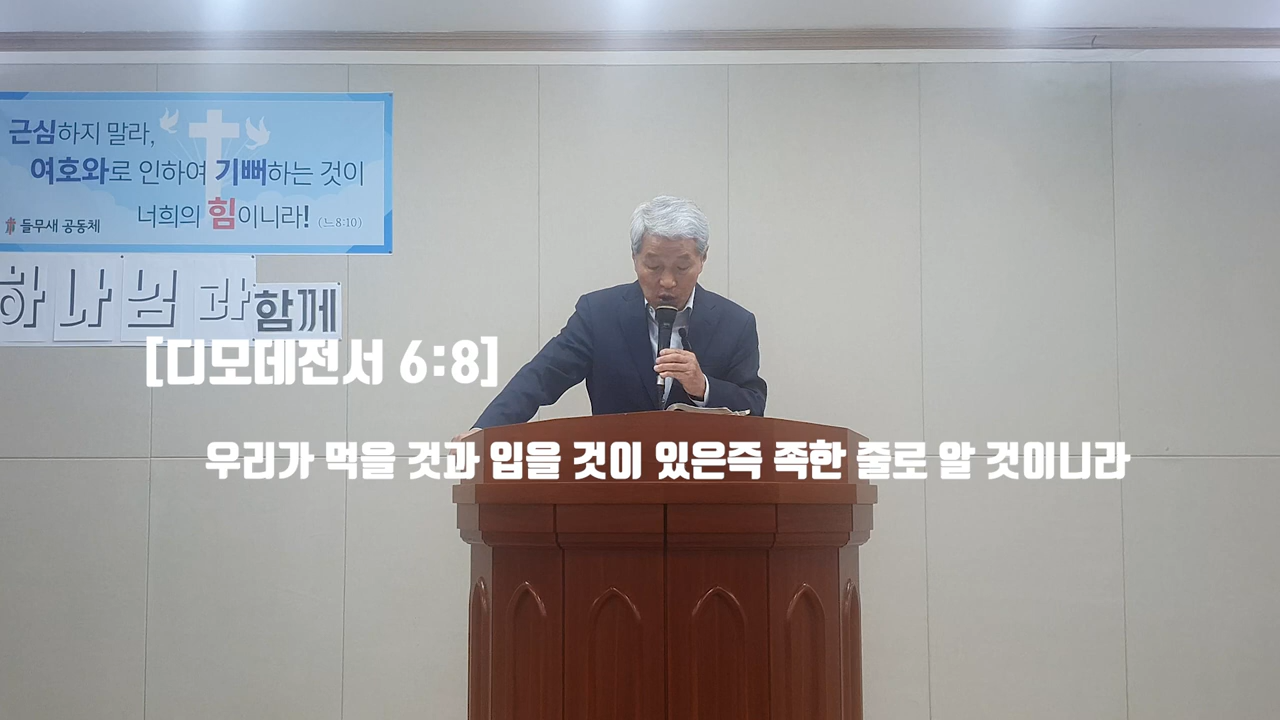 근심하지 말라,
여호와로 인하여 기뻐하는 것이
너희의 힘이니라! (느8:10)
들무새 공동체
하나님과 함께
[디모데전서 6:8]
우리가 먹을 것과 입을 것이 있은즉 족한 줄로 알 것이니라